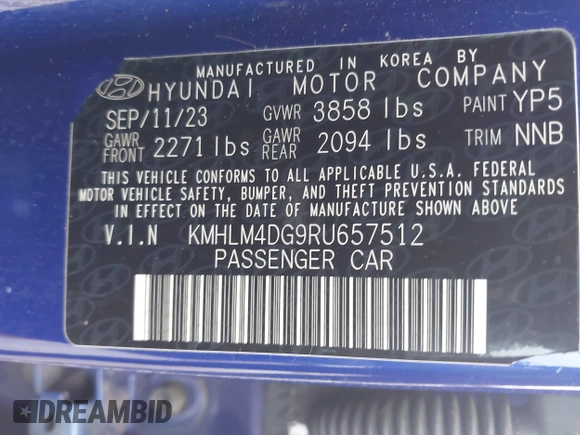 MANUFACTURED IN KOREA BY
HYUNDAI MOTOR COMPANY
SEP/11/23 GVWR 3858 lbs PAINT YP5
GAWR FRONT 2271 lbs GAWR REAR 2094 lbs TRIM NNB
THIS VEHICLE CONFORMS TO ALL APPLICABLE U.S.A. FEDERAL
MOTOR VEHICLE SAFETY, BUMPER, AND THEFT PREVENTION STANDARDS
IN EFFECT ON THE DATE OF MANUFACTURE SHOWN ABOVE
V.I.N KMHLM4DG9RU657512
PASSENGER CAR
DREAMBID